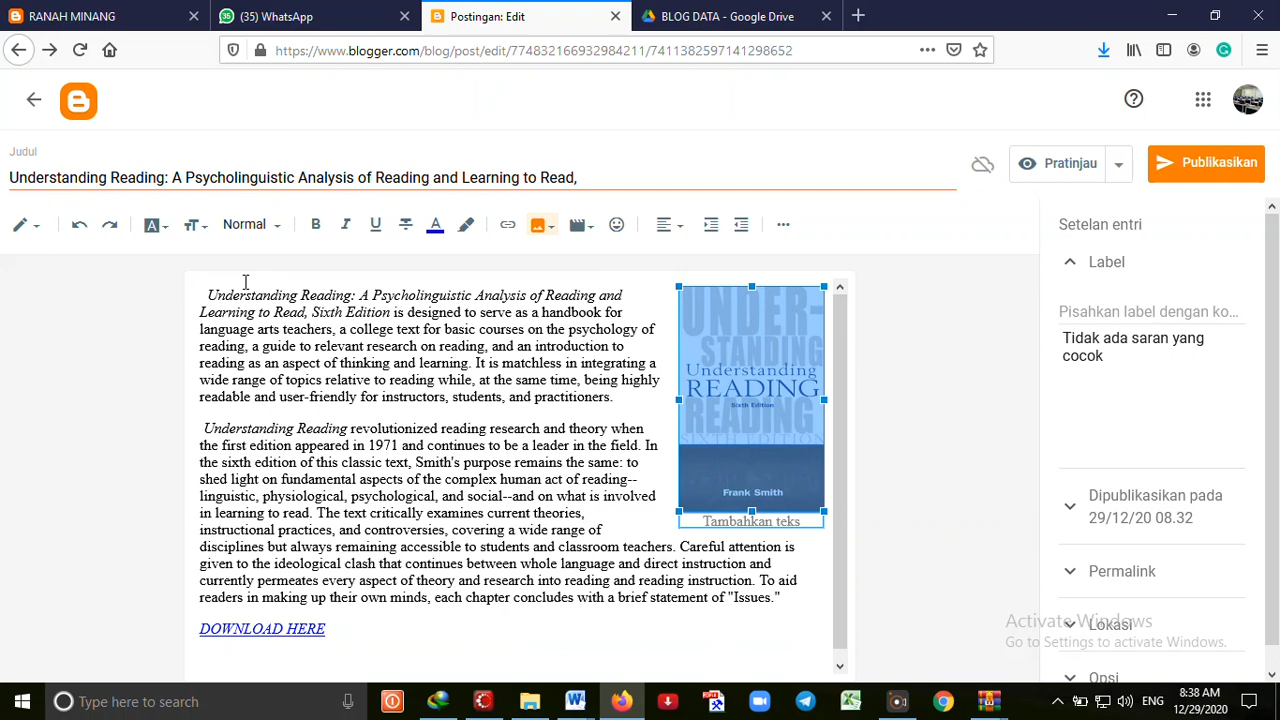 RANAH MINANG
(35) WhatsApp
Postingan: Edit
BLOG DATA - Google Drive
https://www.blogger.com/blog/post/edit/774832166932984211/7411382597141298652
Judul
Understanding Reading: A Psycholinguistic Analysis of Reading and Learning to Read,
Pratinjau
Publikasikan
Normal
B I U A
Setelan entri
Label
Pisahkan label dengan ko...
Tidak ada saran yang
cocok
Dipublikasikan pada
29/12/20 08.32
Permalink
Lokasi
Opsi
Understanding Reading: A Psycholinguistic Analysis of Reading and
Learning to Read, Sixth Edition is designed to serve as a handbook for
language arts teachers, a college text for basic courses on the psychology of
reading, a guide to relevant research on reading, and an introduction to
reading as an aspect of thinking and learning. It is matchless in integrating a
wide range of topics relative to reading while, at the same time, being highly
readable and user-friendly for instructors, students, and practitioners.
Understanding Reading revolutionized reading research and theory when
the first edition appeared in 1971 and continues to be a leader in the field. In
the sixth edition of this classic text, Smith's purpose remains the same: to
shed light on fundamental aspects of the complex human act of reading--
linguistic, physiological, psychological, and social--and on what is involved
in learning to read. The text critically examines current theories,
instructional practices, and controversies, covering a wide range of
disciplines but always remaining accessible to students and classroom teachers. Careful attention is
given to the ideological clash that continues between whole language and direct instruction and
currently permeates every aspect of theory and research into reading and reading instruction. To aid
readers in making up their own minds, each chapter concludes with a brief statement of "Issues."
DOWNLOAD HERE
UNDER-
STANDING
Understanding
READING
Sixth Edition
READING
SIXTH EDITION
Frank Smith
Tambahkan teks
Activate Windows
Go to Settings to activate Windows.
Type here to search
ENG
8:38 AM
12/29/2020